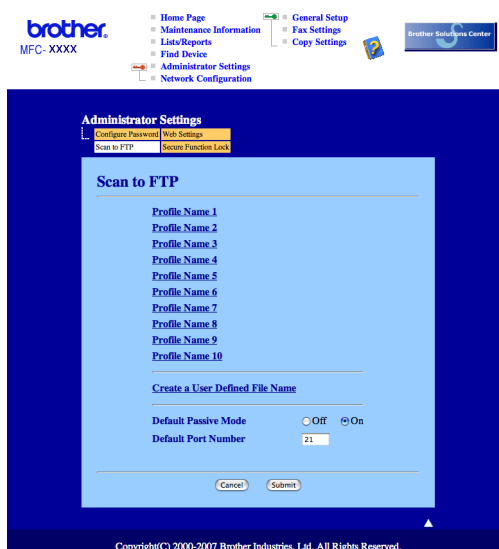 brother®
MFC- XXXX
Home Page
Maintenance Information
Lists/Reports
Find Device
Administrator Settings
Network Configuration
General Setup
Fax Settings
Copy Settings
Brother Solutions Center
Administrator Settings
Configure Password Web Settings
Scan to FTP Secure Function Lock
Scan to FTP
Profile Name 1
Profile Name 2
Profile Name 3
Profile Name 4
Profile Name 5
Profile Name 6
Profile Name 7
Profile Name 8
Profile Name 9
Profile Name 10
Create a User Defined File Name
Default Passive Mode Off On
Default Port Number 21
Cancel Submit
Copyright(C) 2000-2007 Brother Industries, Ltd. All Rights Reserved.